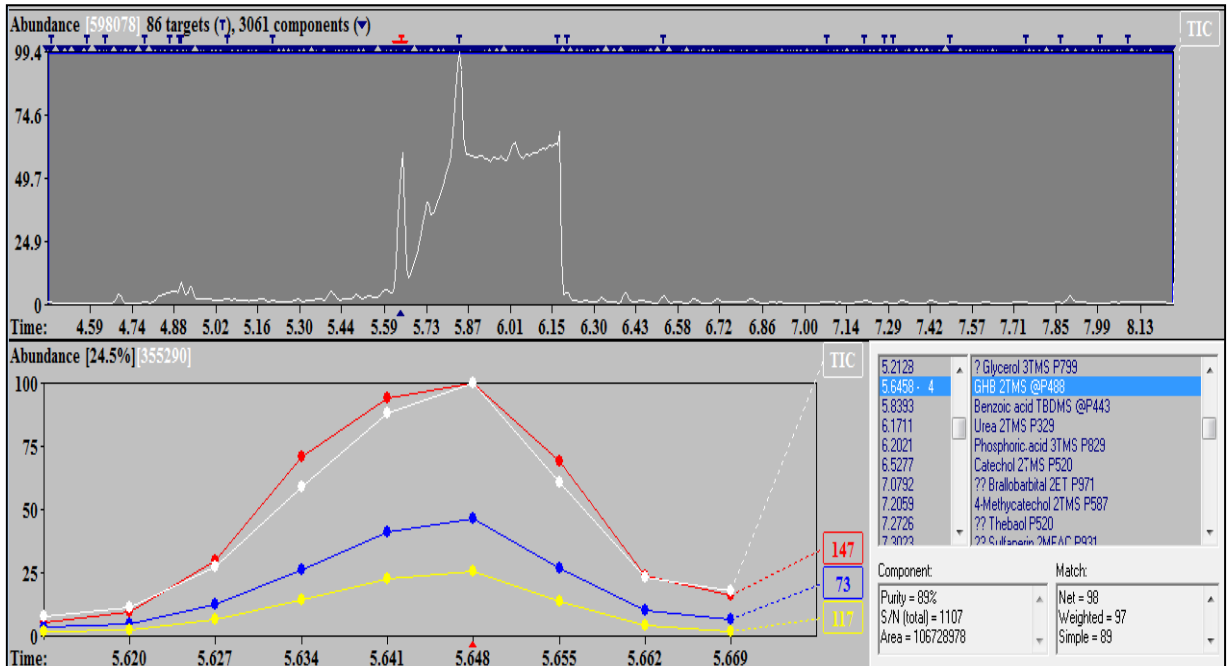 Abundance [598078] 86 targets (T), 3061 components (▼)
TIC
99.4
74.6
49.7
24.9
0
Time: 4.59 4.74 4.88 5.02 5.16 5.30 5.44 5.59 5.73 5.87 6.01 6.15 6.30 6.43 6.58 6.72 6.86 7.00 7.14 7.29 7.42 7.57 7.71 7.85 7.99 8.13
Abundance [24.5%] [355290]
TIC
100
75
50
25
0
147
73
117
Time: 5.620 5.627 5.634 5.641 5.648 5.655 5.662 5.669
5.2128 ? Glycerol 3TMS P799
5.6458 - 4 GHB 2TMS @P488
5.8393 Benzoic acid TBDMS @P443
6.1711 Urea 2TMS P329
6.2021 Phosphoric acid 3TMS P829
6.5277 Catechol 2TMS P520
7.0792 ?? Brallobarbital 2ET P971
7.2059 4-Methycatechol 2TMS P587
7.2726 ?? Thebaol P520
7.3023 ?? Sulfaperin 2MEAC P931
Component: Match:
Purity = 89% Net = 98
S/N (total) = 1107 Weighted = 97
Area = 106728978 Simple = 89